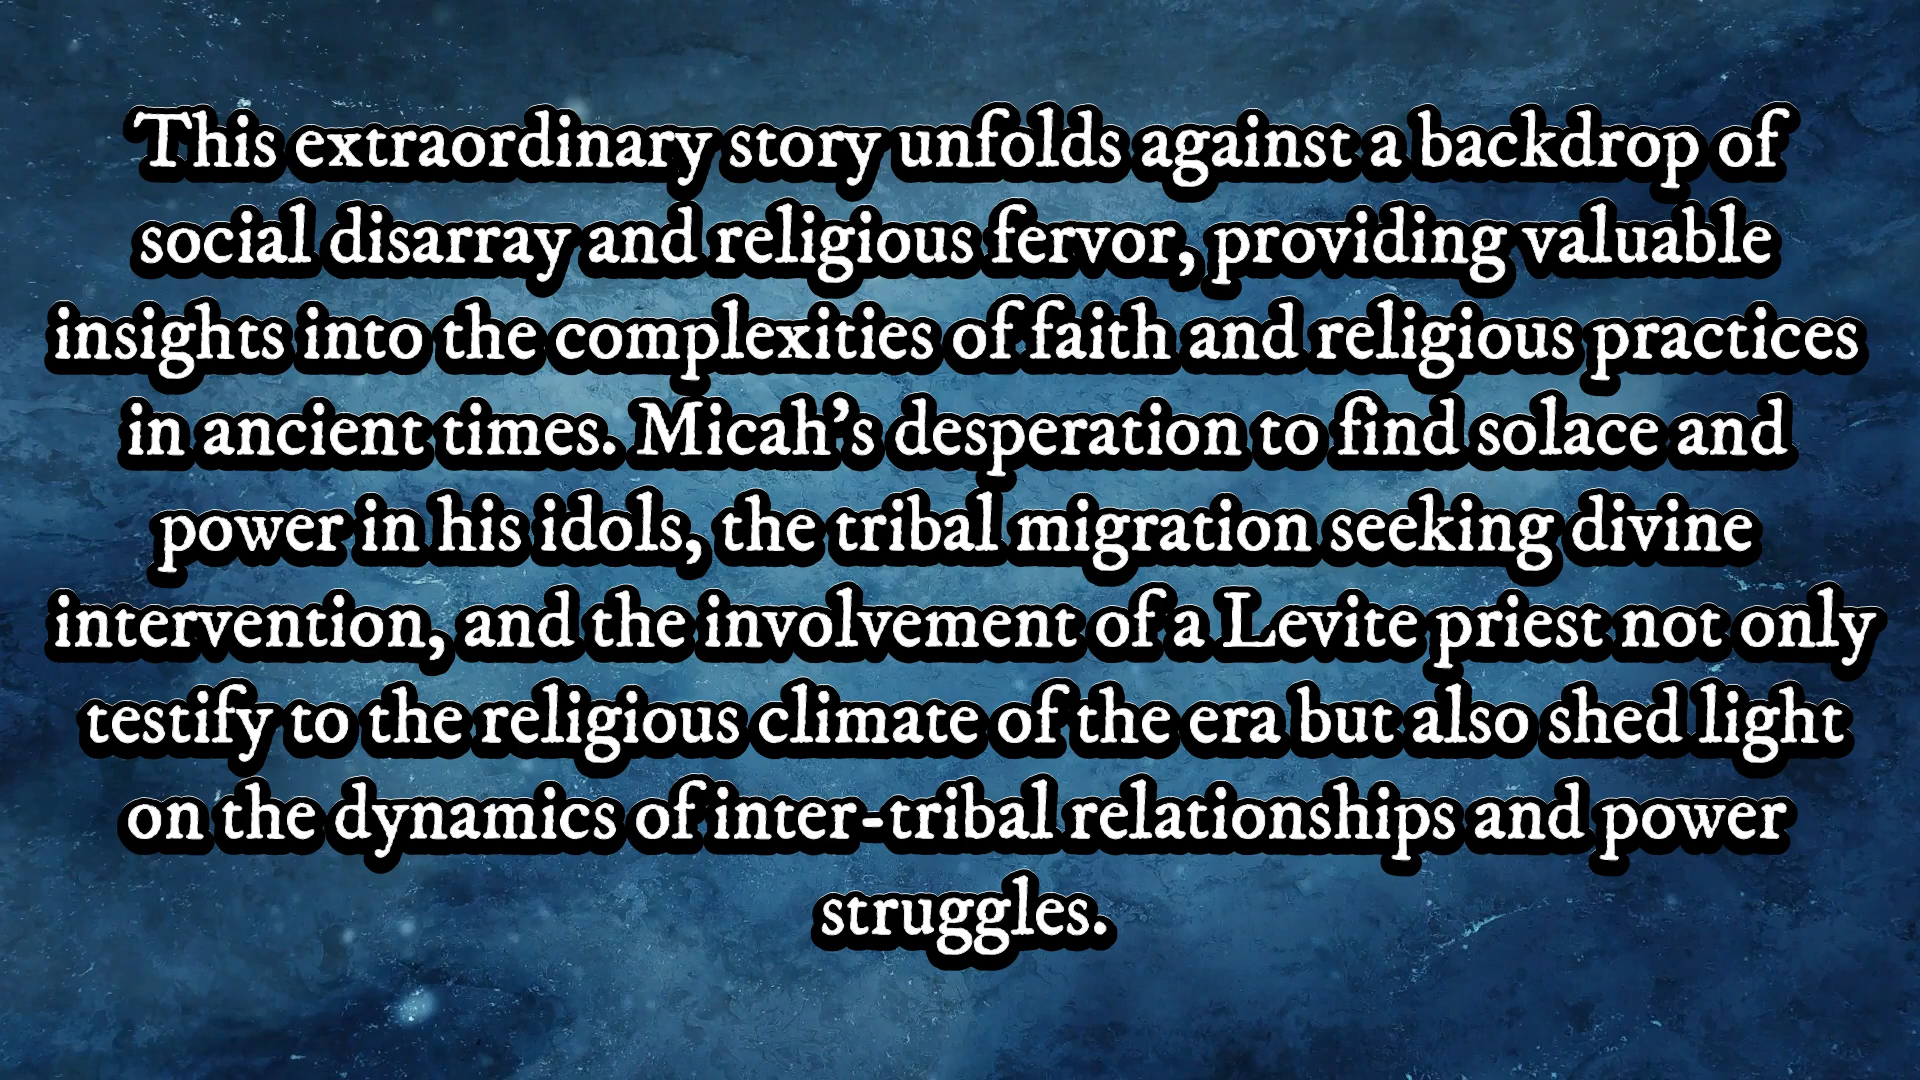 This extraordinary story unfolds against a backdrop of
social disarray and religious fervor, providing valuable
insights into the complexities of faith and religious practices
in ancient times. Micah's desperation to find solace and
power in his idols, the tribal migration seeking divine
intervention, and the involvement of a Levite priest not only
testify to the religious climate of the era but also shed light
on the dynamics of inter-tribal relationships and power
struggles.